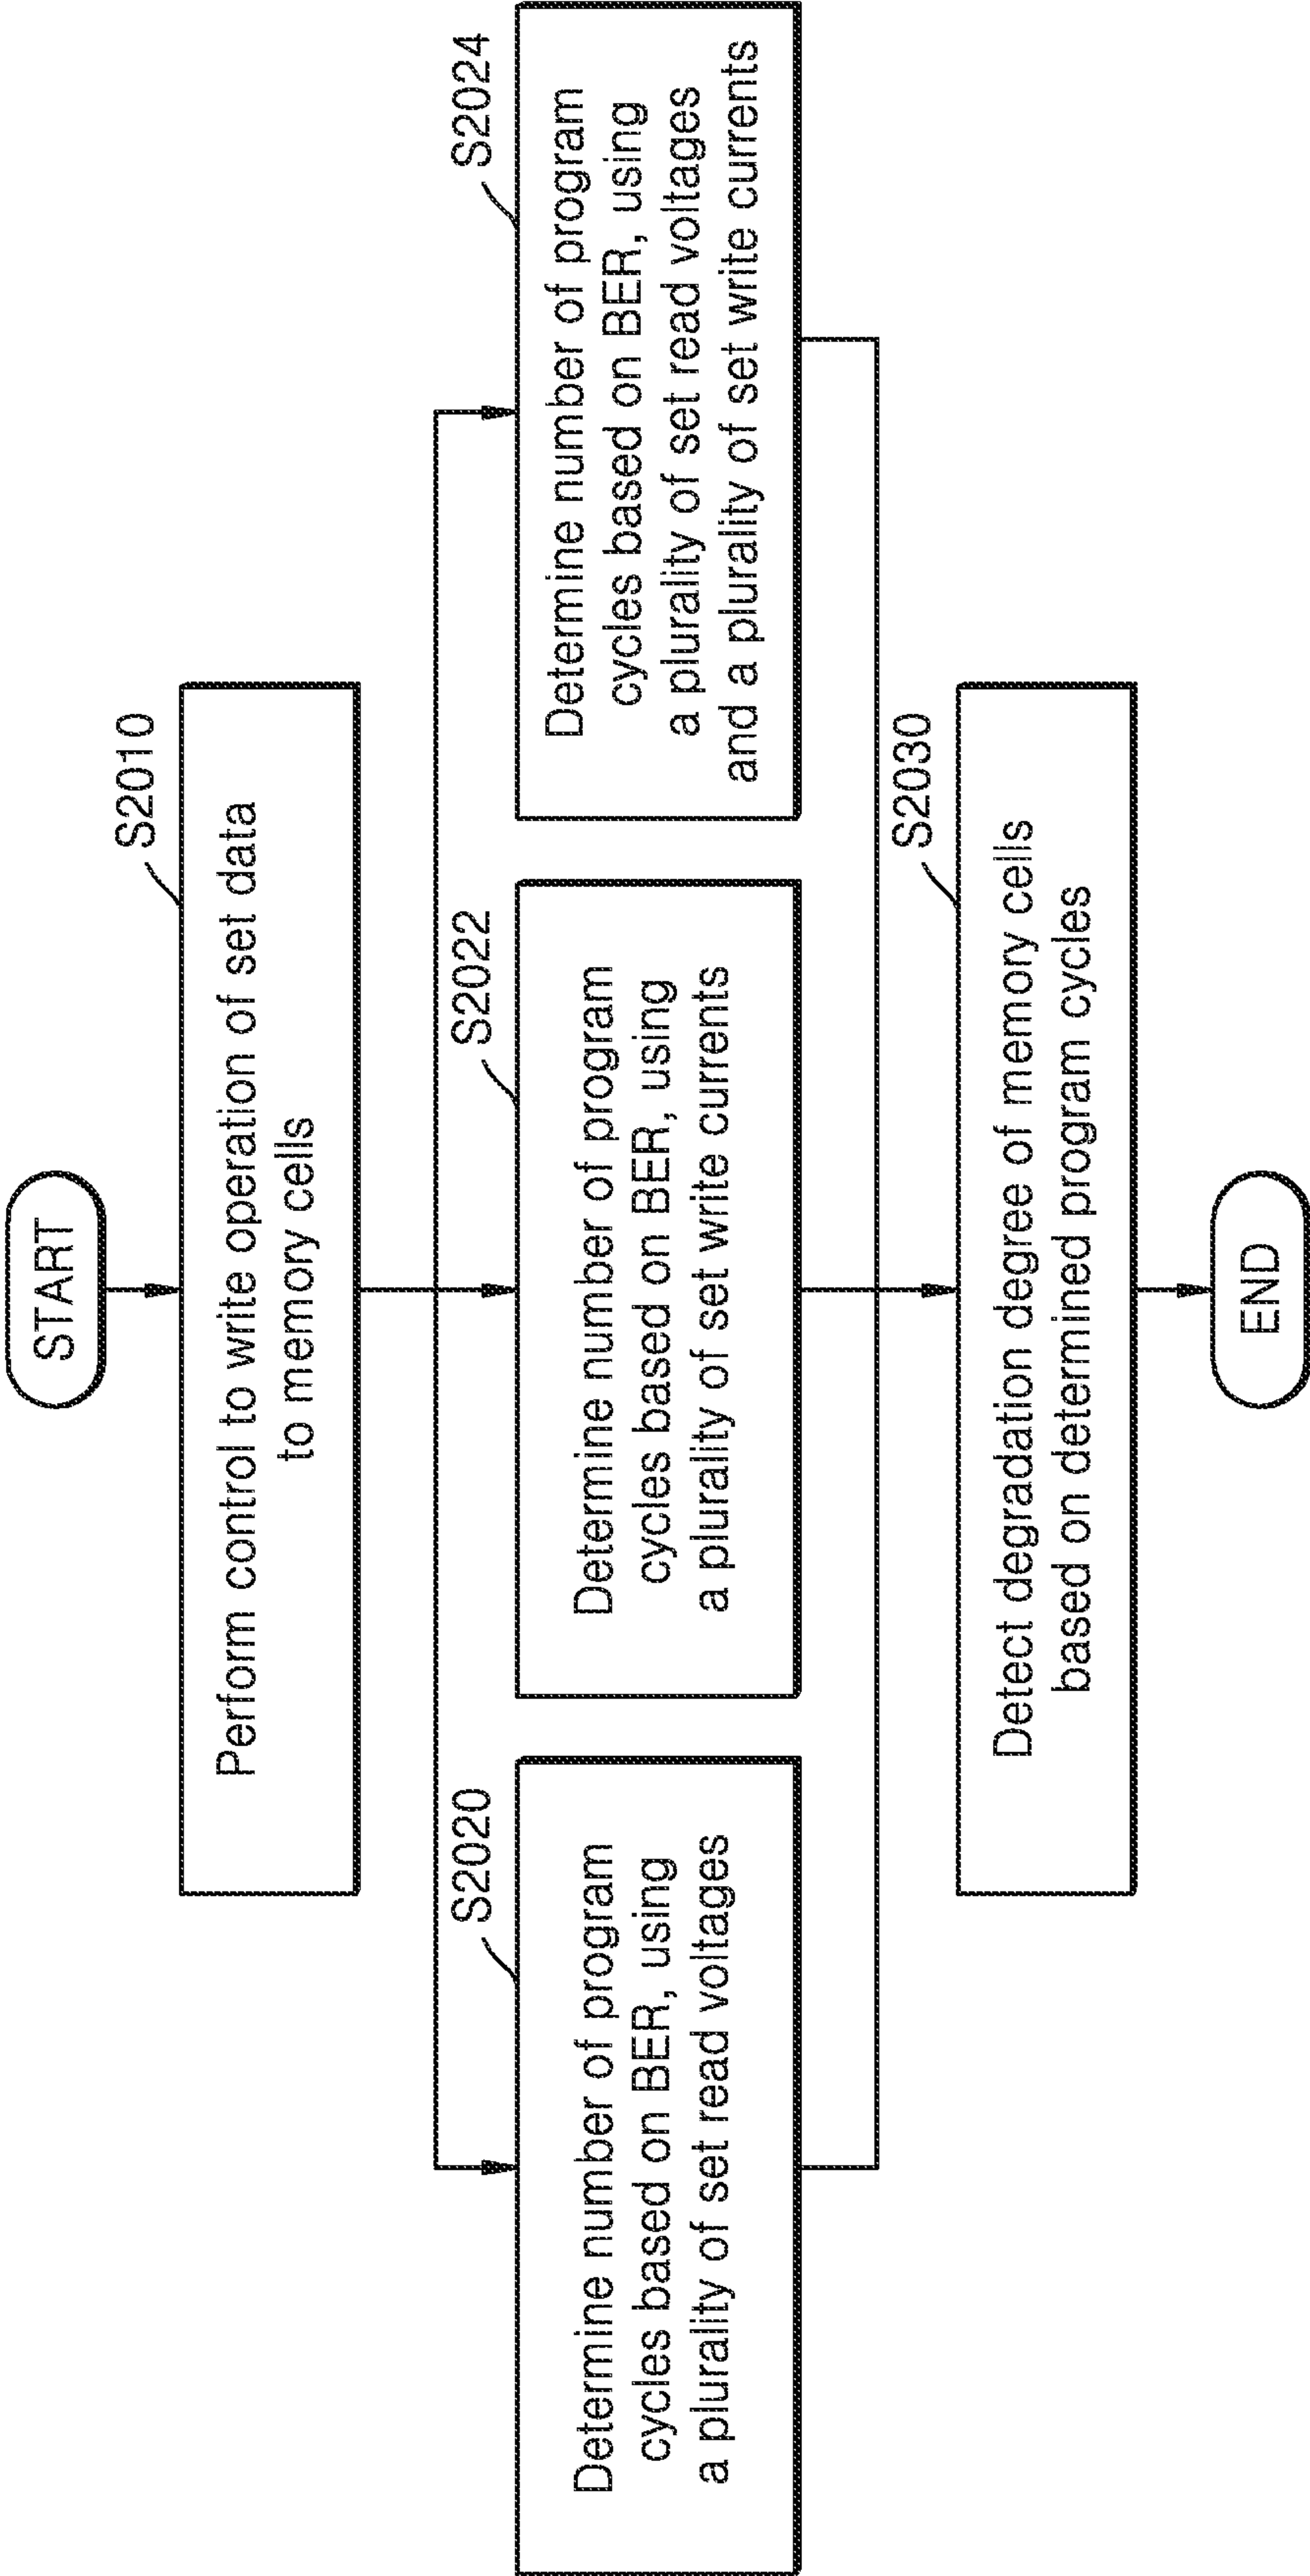 START
S2010
Perform control to write operation of set data
to memory cells
S2020
Determine number of program
cycles based on BER, using
a plurality of set read voltages
S2022
Determine number of program
cycles based on BER, using
a plurality of set write currents
S2024
Determine number of program
cycles based on BER, using
a plurality of set read voltages
and a plurality of set write currents
S2030
Detect degradation degree of memory cells
based on determined program cycles
END